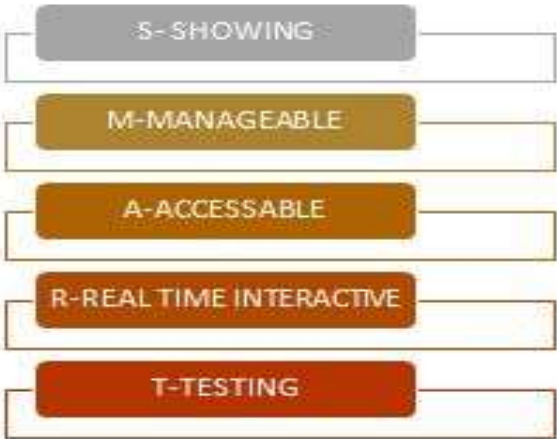 S-SHOWING
M-MANAGEABLE
A-ACCESSABLE
R-REAL TIME INTERACTIVE
T-TESTING